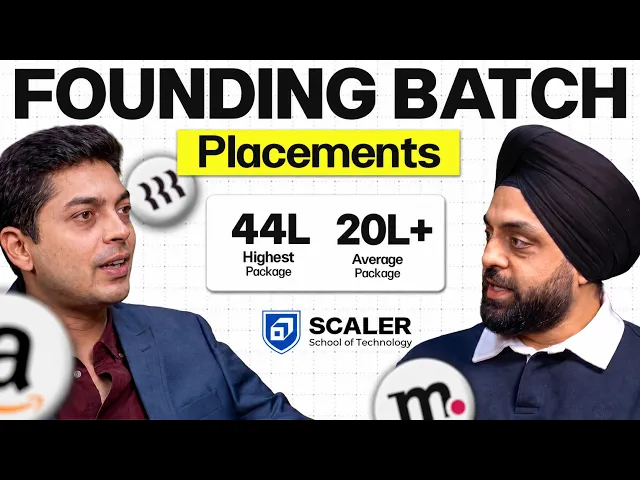 FOUNDING BATCH
Placements
44L
Highest
Package
20L+
Average
Package
SCALER
School of Technology
a
m.